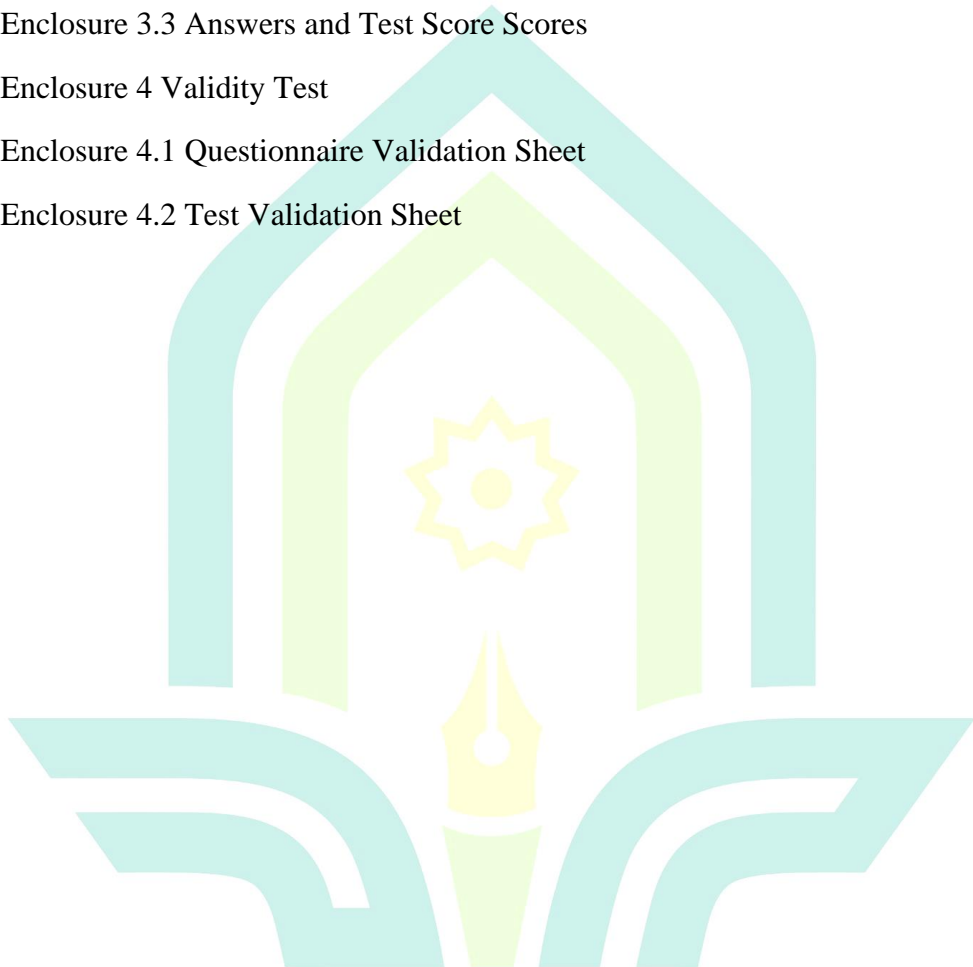 Enclosure 3.3 Answers and Test Score Scores
Enclosure 4 Validity Test
Enclosure 4.1 Questionnaire Validation Sheet
Enclosure 4.2 Test Validation Sheet